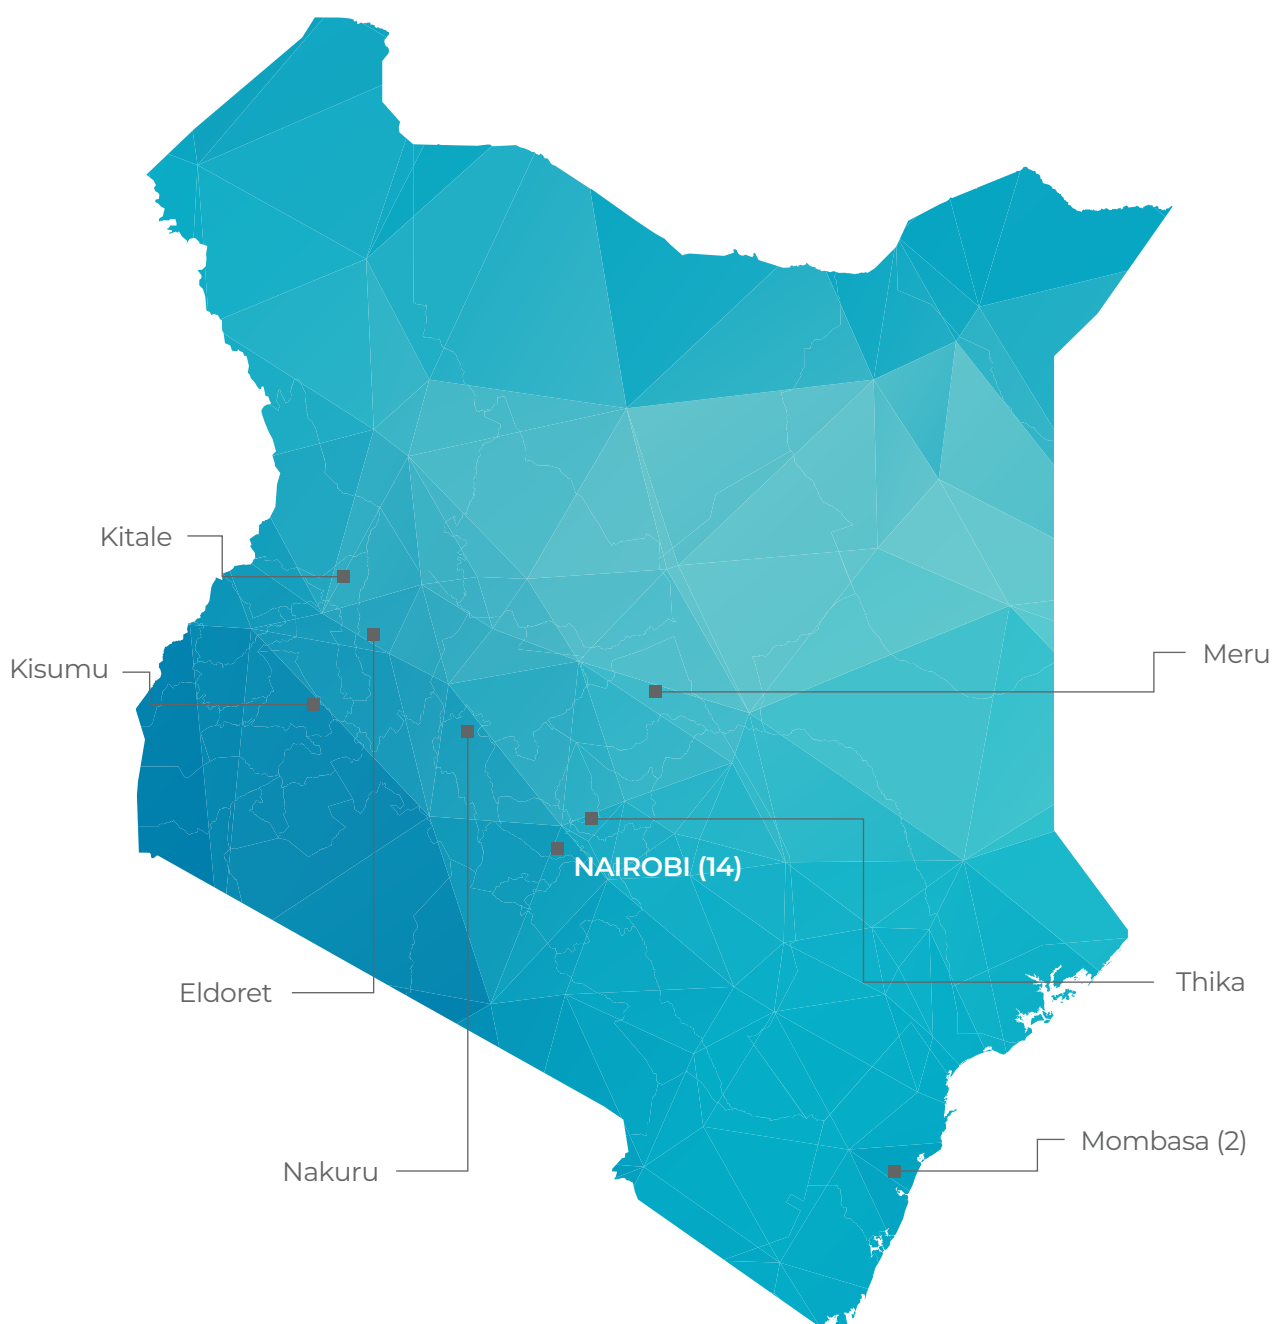 Kitale
Kisumu
Meru
NAIROBI (14)
Thika
Eldoret
Mombasa (2)
Nakuru